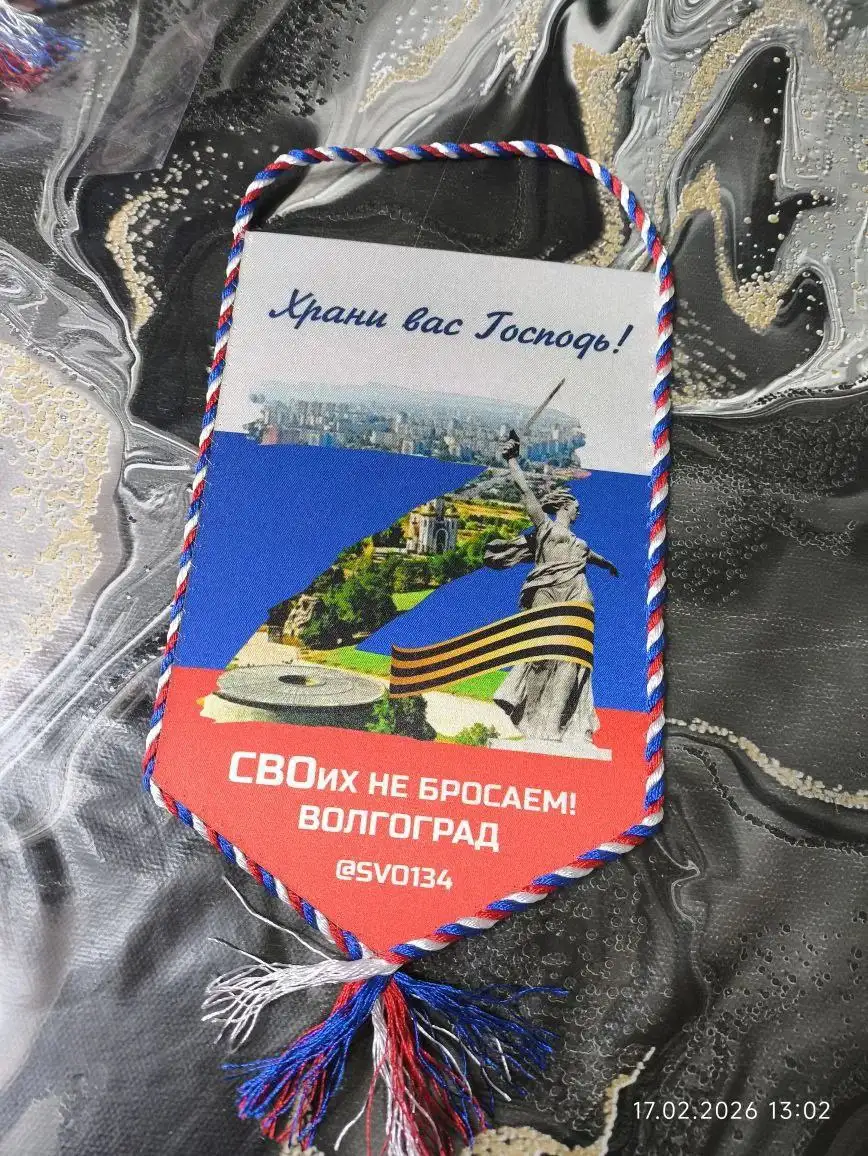 Храни вас Господь!
СВОих НЕ БРОСАЕМ!
ВОЛГОГРАД
@SVO134
17.02.2026 13:02